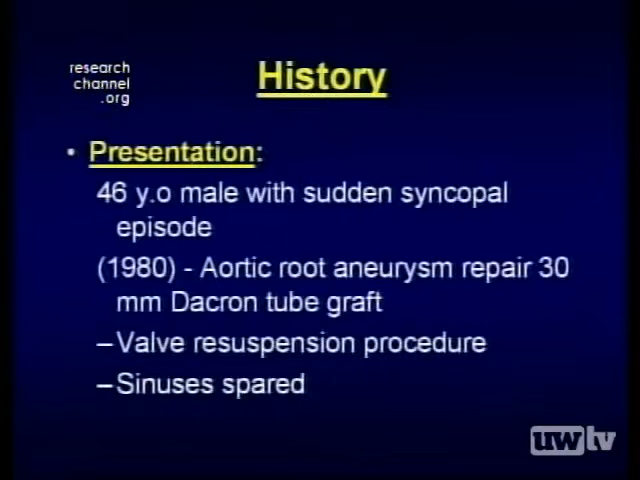 research
channel
.org
History
• Presentation:
46 y.o male with sudden syncopal
episode
(1980) - Aortic root aneurysm repair 30
mm Dacron tube graft
–Valve resuspension procedure
–Sinuses spared
uwtv